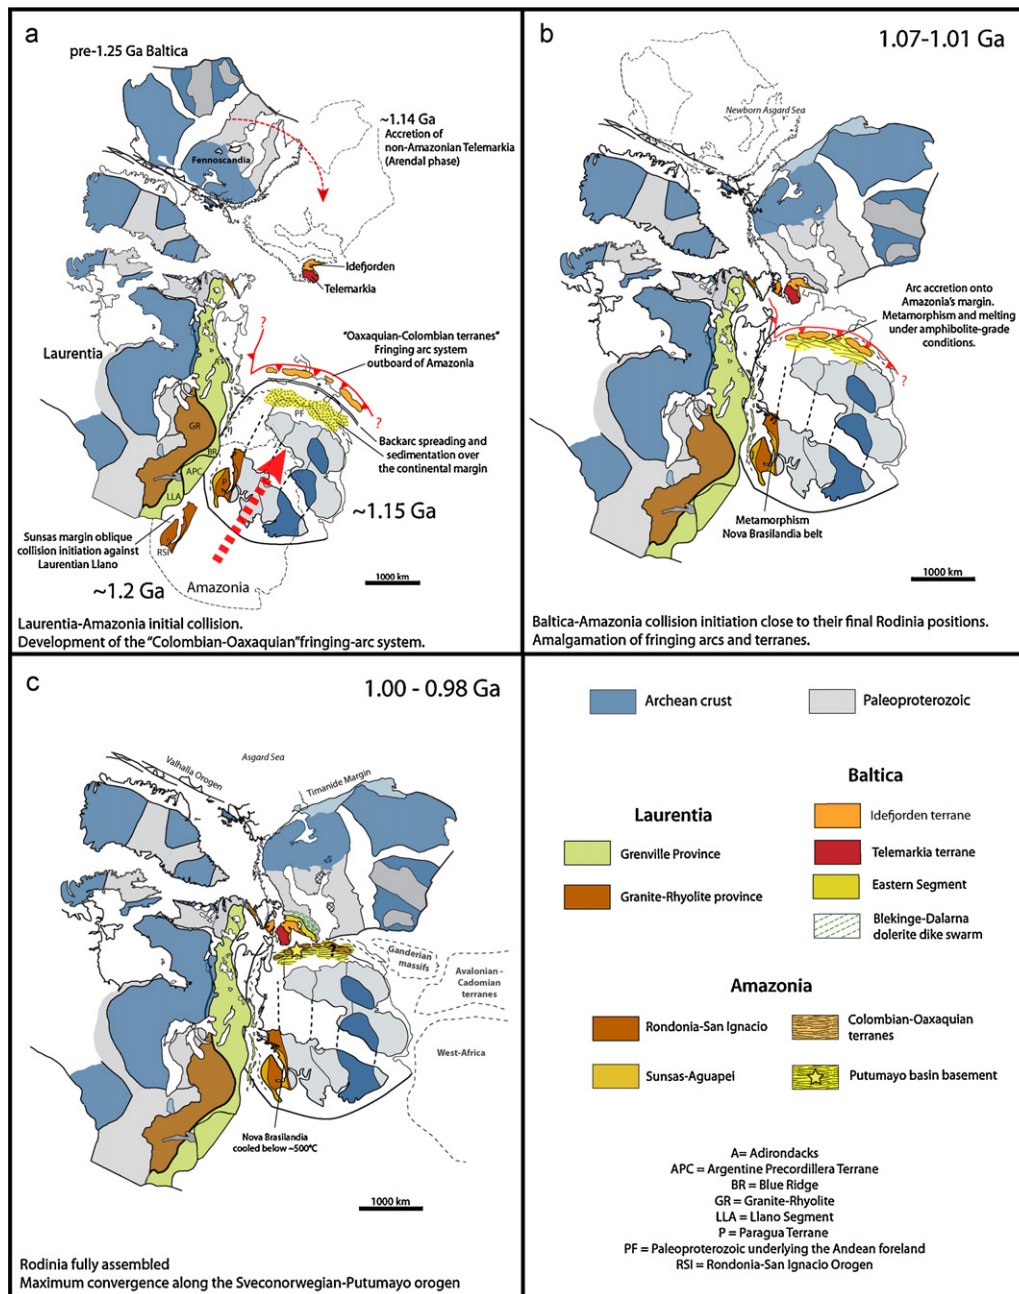 a
pre-1.25 Ga Baltica
~1.14 Ga
Accretion of
non-Amazonian Telemarkia
(Arendal phase)
Fennoscandia
Idefjorden
Telemarkia
Laurentia
?
"Oaxaquian-Colombian terranes"
Fringing arc system
outboard of Amazonia
?
PF
GR
BR
APC
LLA
P
Backarc spreading and
sedimentation over
the continental margin
~1.15 Ga
Sunsas margin oblique
collision initiation against
Laurentian Llano
RSI
~1.2 Ga
Amazonia
1000 km
Laurentia-Amazonia initial collision.
Development of the "Colombian-Oaxaquian"fringing-arc system.
b
1.07-1.01 Ga
Newborn Asgard Sea
Arc accretion onto
Amazonia's margin.
Metamorphism and melting
under amphibolite-grade
conditions.
?
?
Metamorphism
Nova Brasilandia belt
1000 km
Baltica-Amazonia collision initiation close to their final Rodinia positions.
Amalgamation of fringing arcs and terranes.
c
1.00 - 0.98 Ga
Valhalla Orogen
Asgard Sea
Timanide Margin
Ganderian
massifs
Avalonian -
Cadomian
terranes
West-Africa
Nova Brasilandia
cooled below ~500°C
1000 km
Rodinia fully assembled
Maximum convergence along the Sveconorwegian-Putumayo orogen
Archean crust
Paleoproterozoic
Laurentia
Grenville Province
Granite-Rhyolite province
Baltica
Idefjorden terrane
Telemarkia terrane
Eastern Segment
Blekinge-Dalarna
dolerite dike swarm
Amazonia
Rondonia-San Ignacio
Sunsas-Aguapei
Colombian-Oaxaquian
terranes
Putumayo basin basement
A= Adirondacks
APC = Argentine Precordillera Terrane
BR = Blue Ridge
GR = Granite-Rhyolite
LLA = Llano Segment
P = Paragua Terrane
PF = Paleoproterozoic underlying the Andean foreland
RSI = Rondonia-San Ignacio Orogen